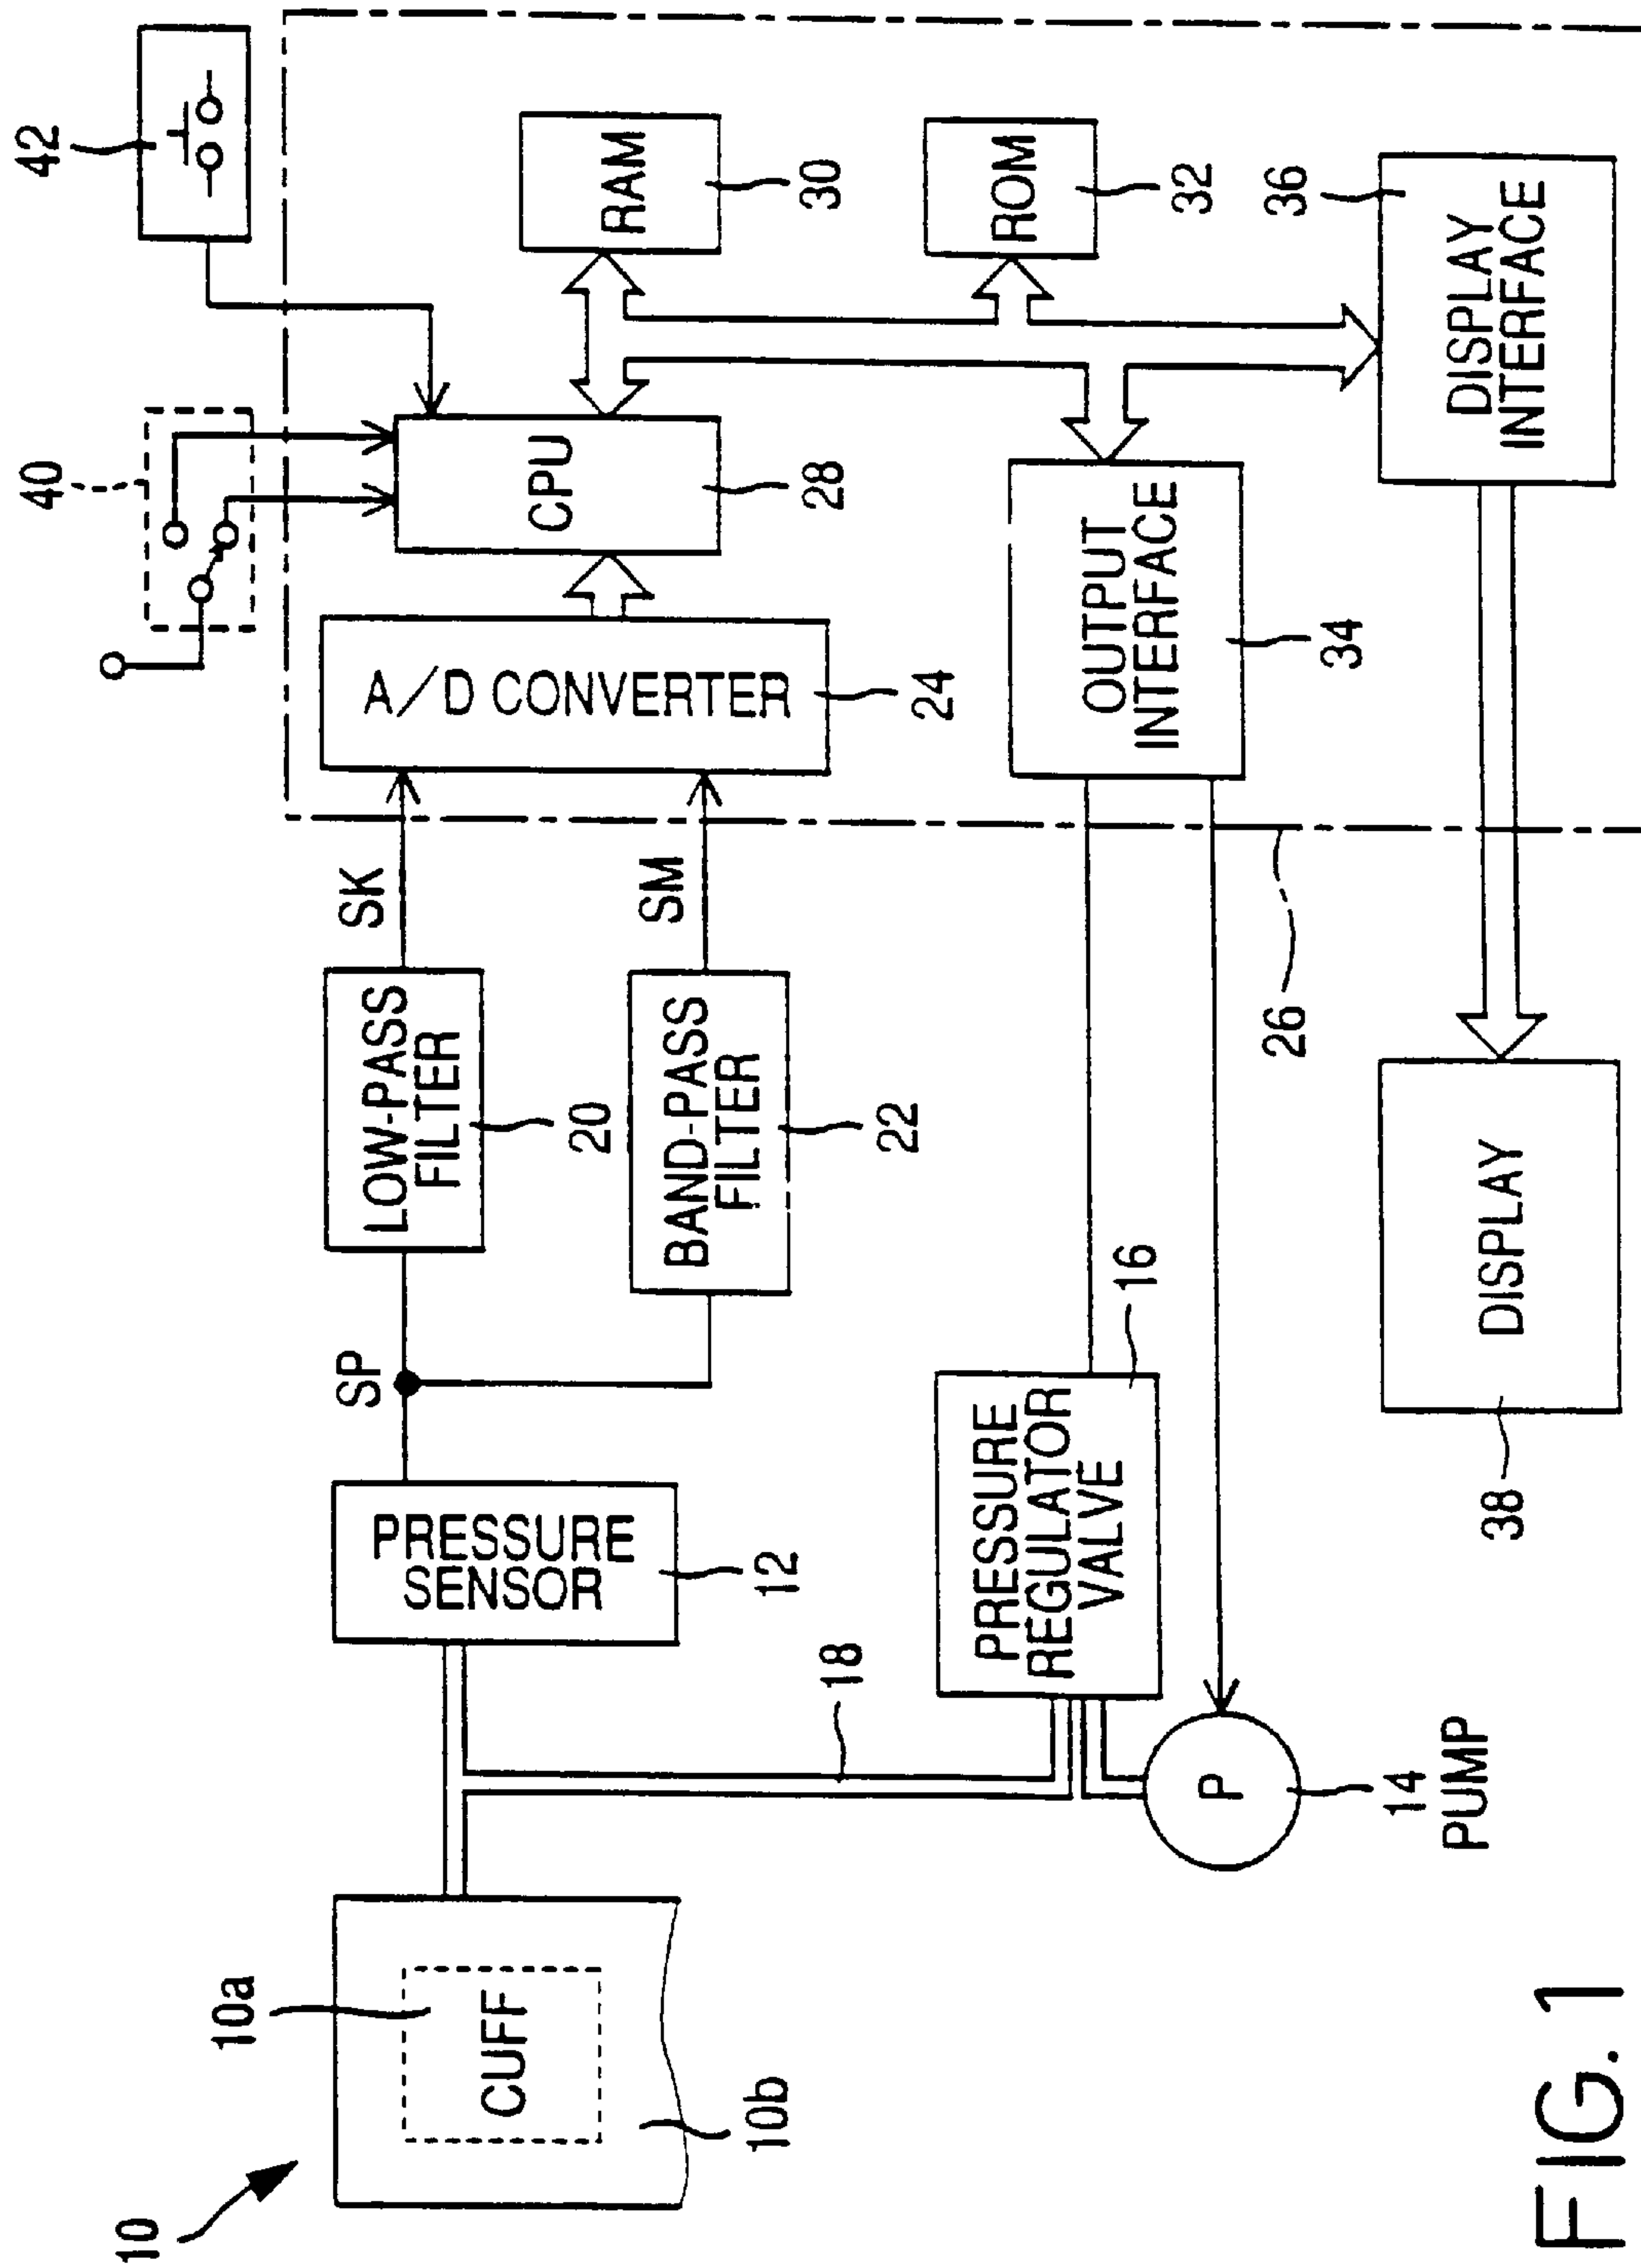 10
10a
CUFF
10b
PRESSURE
SENSOR
12
18
SP
LOW-PASS
FILTER
20
SK
BAND-PASS
FILTER
22
SM
A/D CONVERTER
24
40
42
CPU
28
RAM
30
ROM
32
PRESSURE
REGULATOR
VALVE
16
P
14
PUMP
OUTPUT
INTERFACE
34
26
DISPLAY
INTERFACE
36
DISPLAY
38
FIG. 1